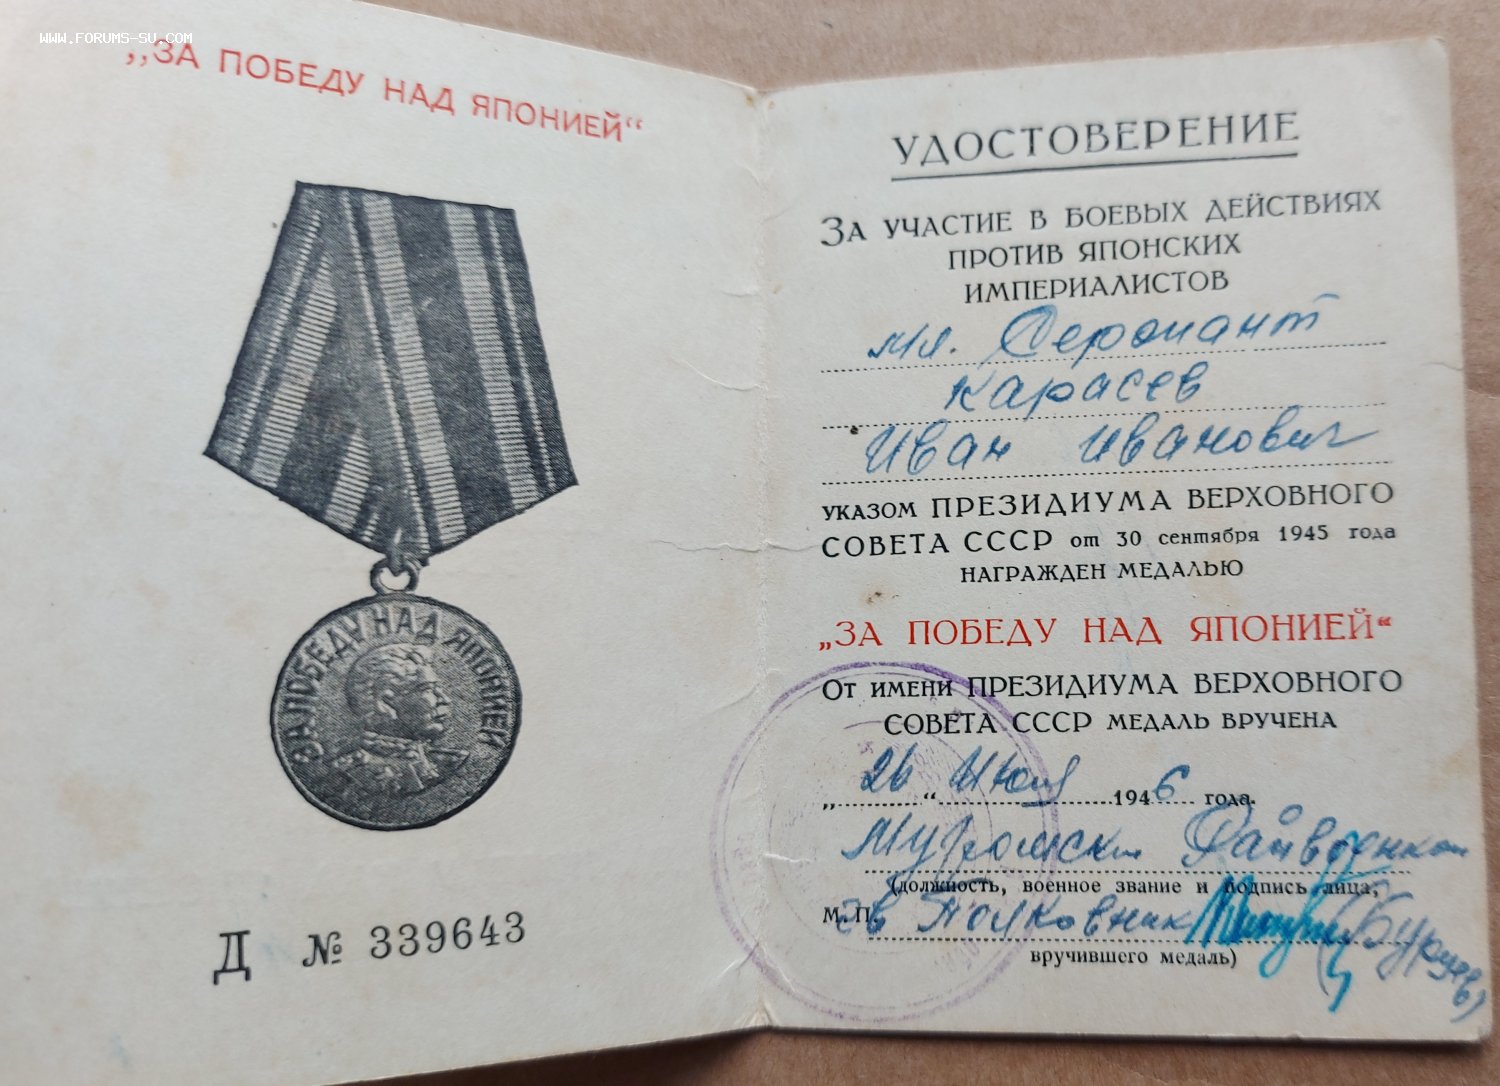 WWW.FORUMS-SU.COM
„ЗА ПОБЕДУ НАД ЯПОНИЕЙ“
ЗА ПОБЕДУ НАД ЯПОНИЕЙ
Д № 339643
УДОСТОВЕРЕНИЕ
ЗА УЧАСТИЕ В БОЕВЫХ ДЕЙСТВИЯХ
ПРОТИВ ЯПОНСКИХ
ИМПЕРИАЛИСТОВ
мл. Сержант
Карасев
Иван Иванович
УКАЗОМ ПРЕЗИДИУМА ВЕРХОВНОГО
СОВЕТА СССР от 30 сентября 1945 года
НАГРАЖДЕН МЕДАЛЬЮ
„ЗА ПОБЕДУ НАД ЯПОНИЕЙ“
ОТ ИМЕНИ ПРЕЗИДИУМА ВЕРХОВНОГО
СОВЕТА СССР МЕДАЛЬ ВРУЧЕНА
„26“ Июля 1946 года.
Муромский Райвоенком
(должность, военное звание и подпись лица,
М.П. Полковник
вручившего медаль)